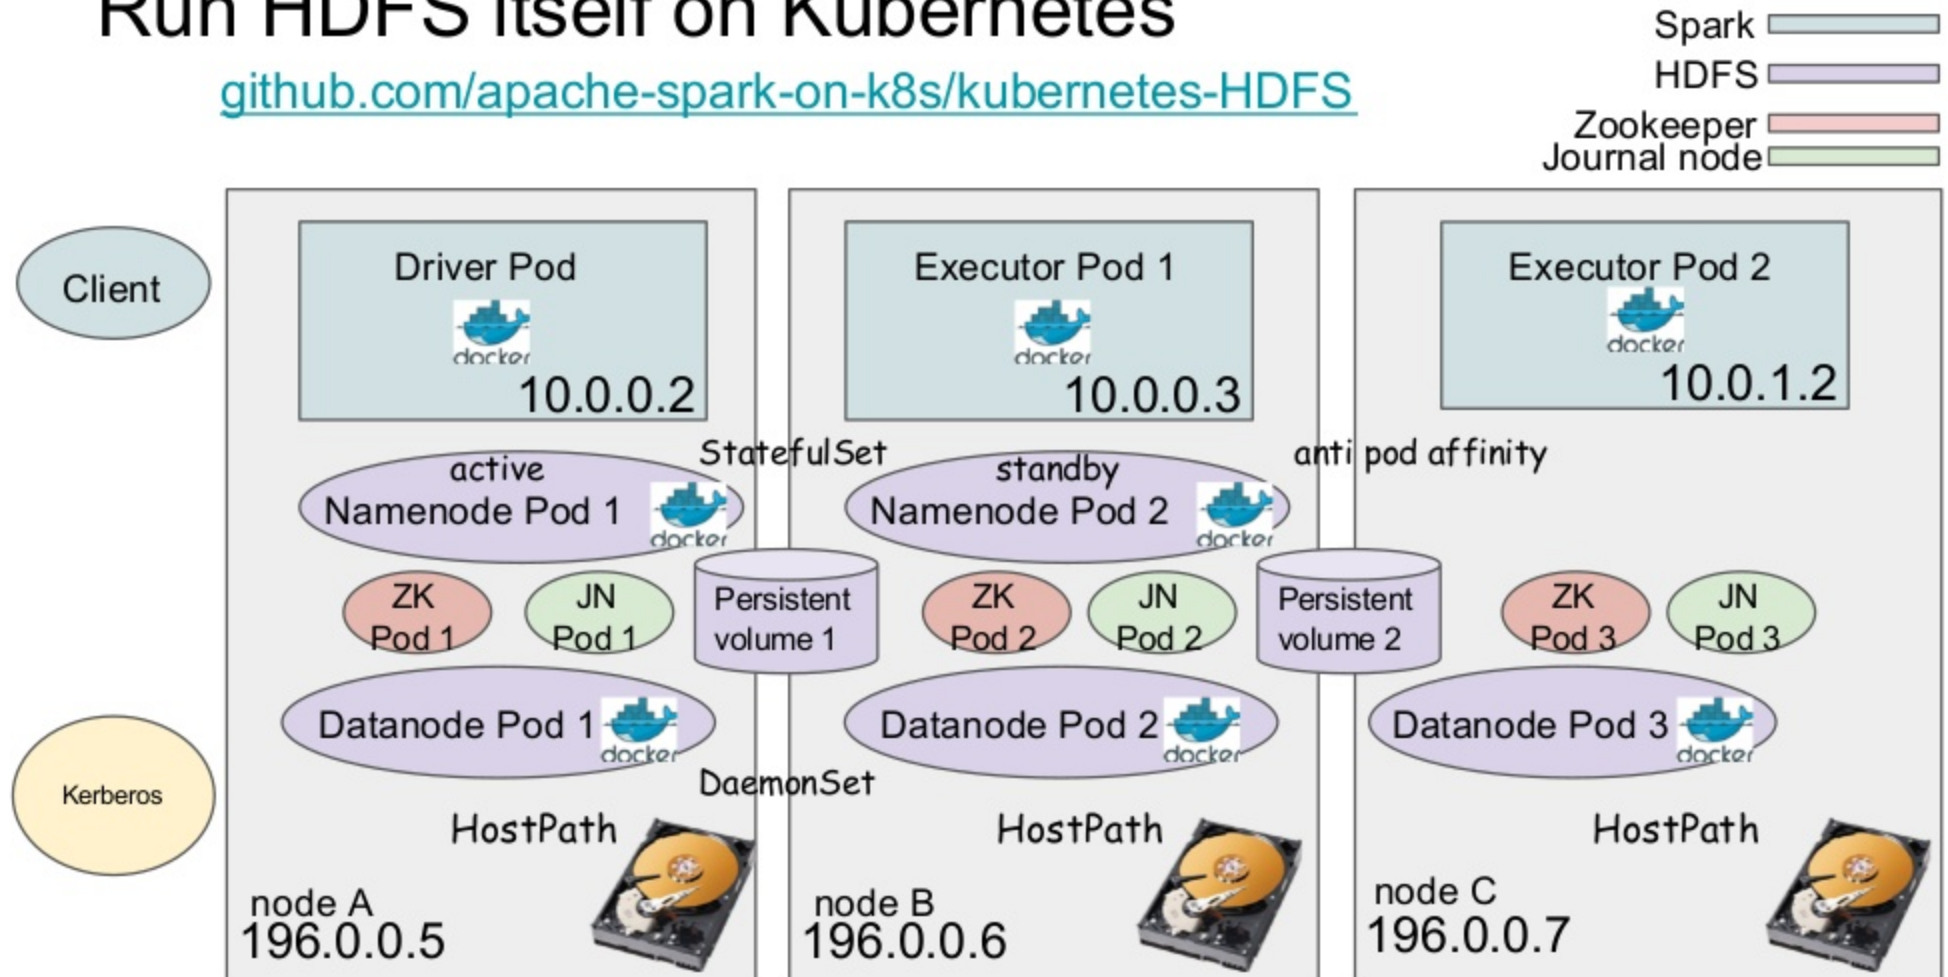 Run HDFS itself on Kubernetes
github.com/apache-spark-on-k8s/kubernetes-HDFS
Spark
HDFS
Zookeeper
Journal node
Client
Kerberos
Driver Pod
docker
10.0.0.2
Executor Pod 1
docker
10.0.0.3
Executor Pod 2
docker
10.0.1.2
StatefulSet
anti pod affinity
active
Namenode Pod 1
docker
standby
Namenode Pod 2
docker
ZK
Pod 1
JN
Pod 1
Persistent
volume 1
ZK
Pod 2
JN
Pod 2
Persistent
volume 2
ZK
Pod 3
JN
Pod 3
Datanode Pod 1
docker
Datanode Pod 2
docker
Datanode Pod 3
docker
DaemonSet
HostPath
HostPath
HostPath
node A
196.0.0.5
node B
196.0.0.6
node C
196.0.0.7